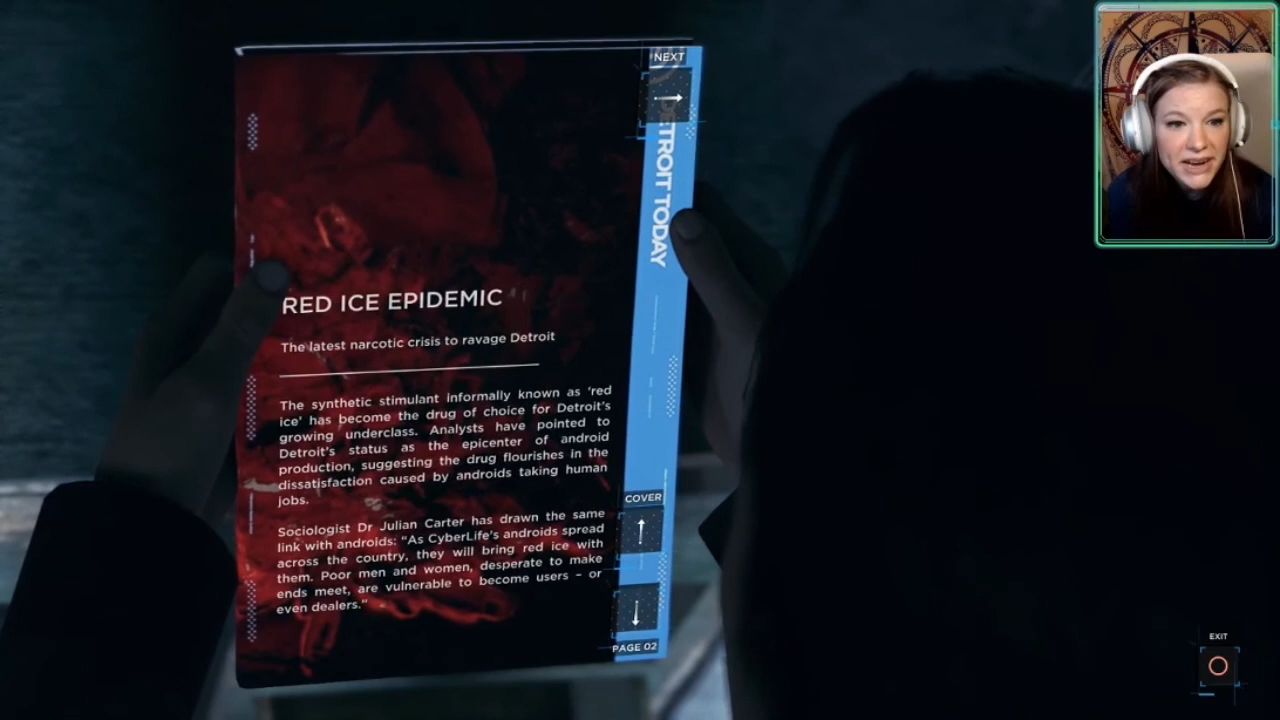 NEXT
DETROIT TODAY
RED ICE EPIDEMIC
The latest narcotic crisis to ravage Detroit
The synthetic stimulant informally known as 'red
ice' has become the drug of choice for Detroit's
growing underclass. Analysts have pointed to
Detroit's status as the epicenter of android
production, suggesting the drug flourishes in the
dissatisfaction caused by androids taking human
jobs.
Sociologist Dr Julian Carter has drawn the same
link with androids: "As CyberLife's androids spread
across the country, they will bring red ice with
them. Poor men and women, desperate to make
ends meet, are vulnerable to become users – or
even dealers."
COVER
PAGE 02
EXIT